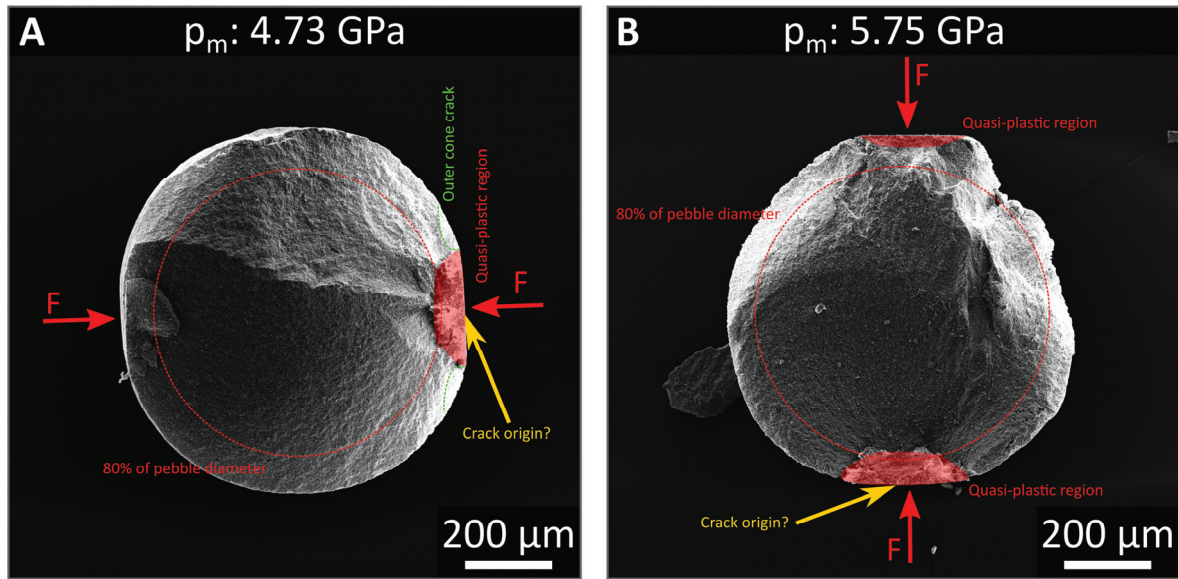 A
pm: 4.73 GPa
Outer cone crack
Quasi-plastic region
F
F
Crack origin?
80% of pebble diameter
200 µm
B
pm: 5.75 GPa
F
Quasi-plastic region
80% of pebble diameter
Quasi-plastic region
Crack origin?
F
200 µm